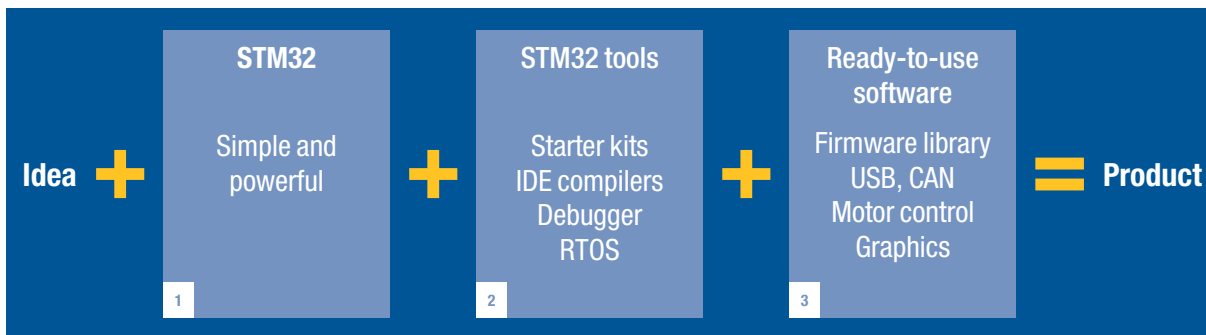 Idea
STM32
Simple and
powerful
1
STM32 tools
Starter kits
IDE compilers
Debugger
RTOS
2
Ready-to-use
software
Firmware library
USB, CAN
Motor control
Graphics
3
Product